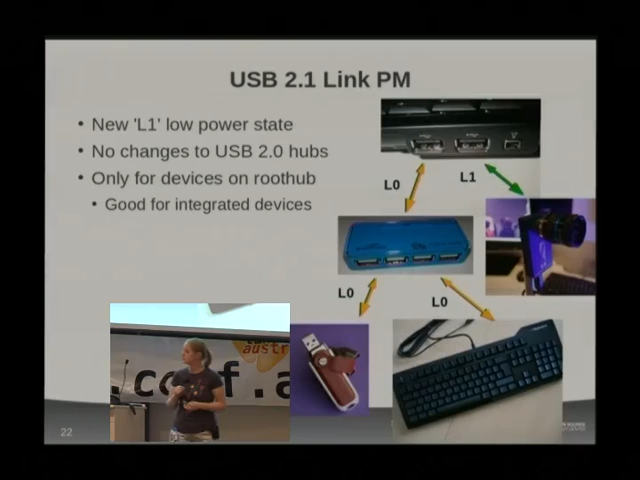 USB 2.1 Link PM
• New 'L1' low power state
• No changes to USB 2.0 hubs
• Only for devices on roothub
• Good for integrated devices
L0
L1
L0
L0
austr
.conf.a
22